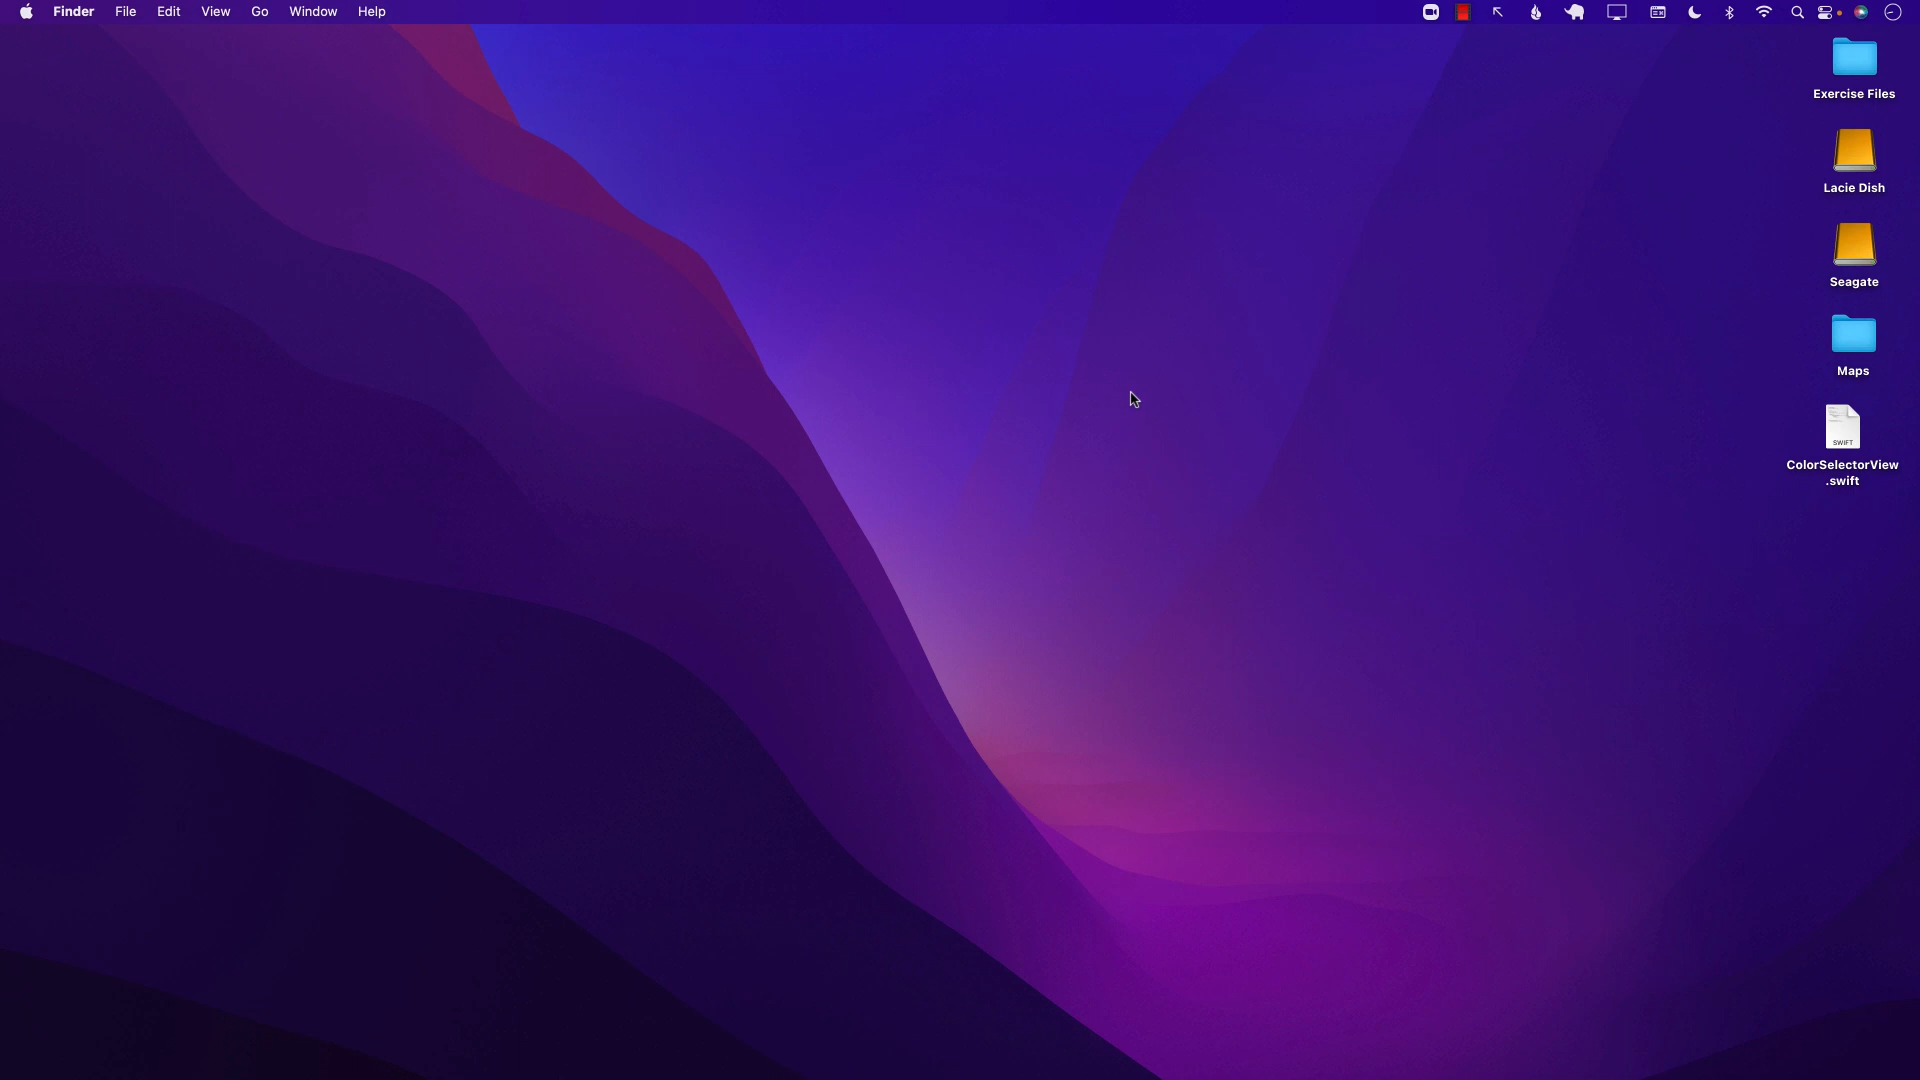 Finder File Edit View Go Window Help
Exercise Files
Lacie Dish
Seagate
Maps
SWIFT
ColorSelectorView
.swift